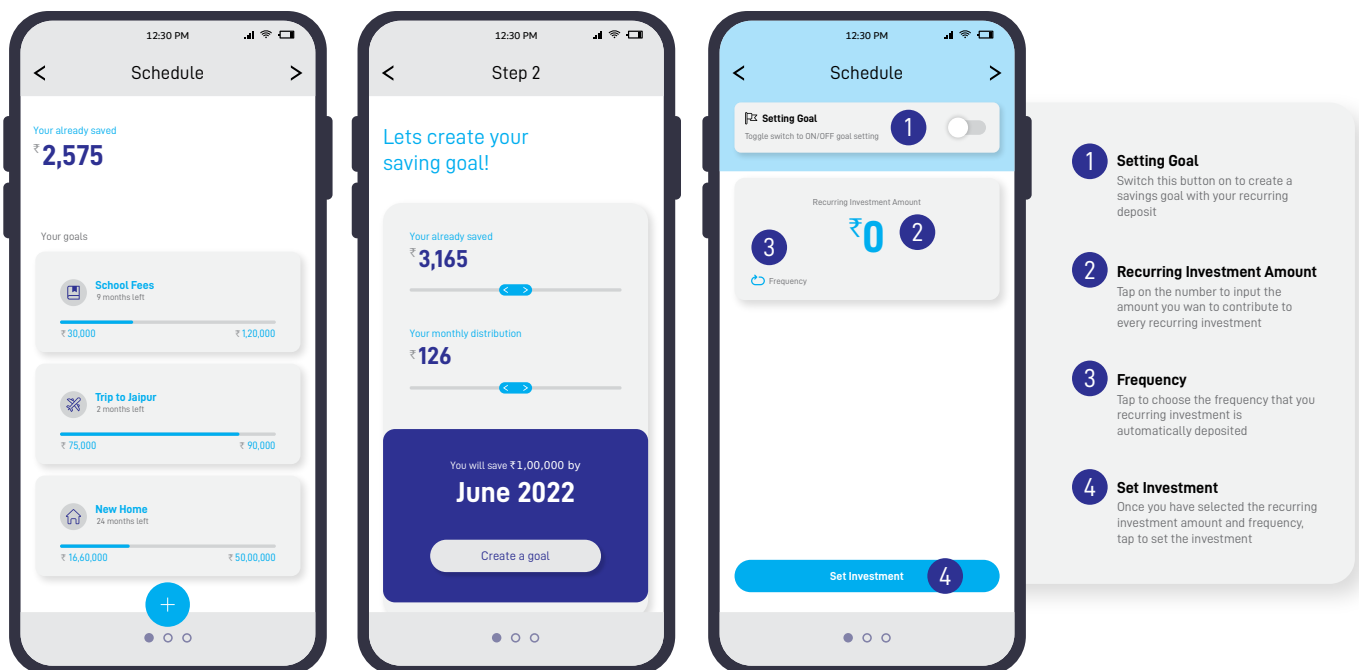 12:30 PM
< Schedule >
Your already saved
₹ 2,575
Your goals
School Fees
9 months left
₹ 30,000 ₹ 1,20,000
Trip to Jaipur
2 months left
₹ 75,000 ₹ 90,000
New Home
24 months left
₹ 16,60,000 ₹ 50,00,000
+
12:30 PM
< Step 2
Lets create your
saving goal!
Your already saved
₹ 3,165
< >
Your monthly distribution
₹ 126
< >
You will save ₹1,00,000 by
June 2022
Create a goal
12:30 PM
< Schedule >
Setting Goal
Toggle switch to ON/OFF goal setting
1
Recurring Investment Amount
₹0
2
3
Frequency
Set Investment
4
1 Setting Goal
Switch this button on to create a
savings goal with your recurring
deposit
2 Recurring Investment Amount
Tap on the number to input the
amount you wan to contribute to
every recurring investment
3 Frequency
Tap to choose the frequency that you
recurring investment is
automatically deposited
4 Set Investment
Once you have selected the recurring
investment amount and frequency,
tap to set the investment